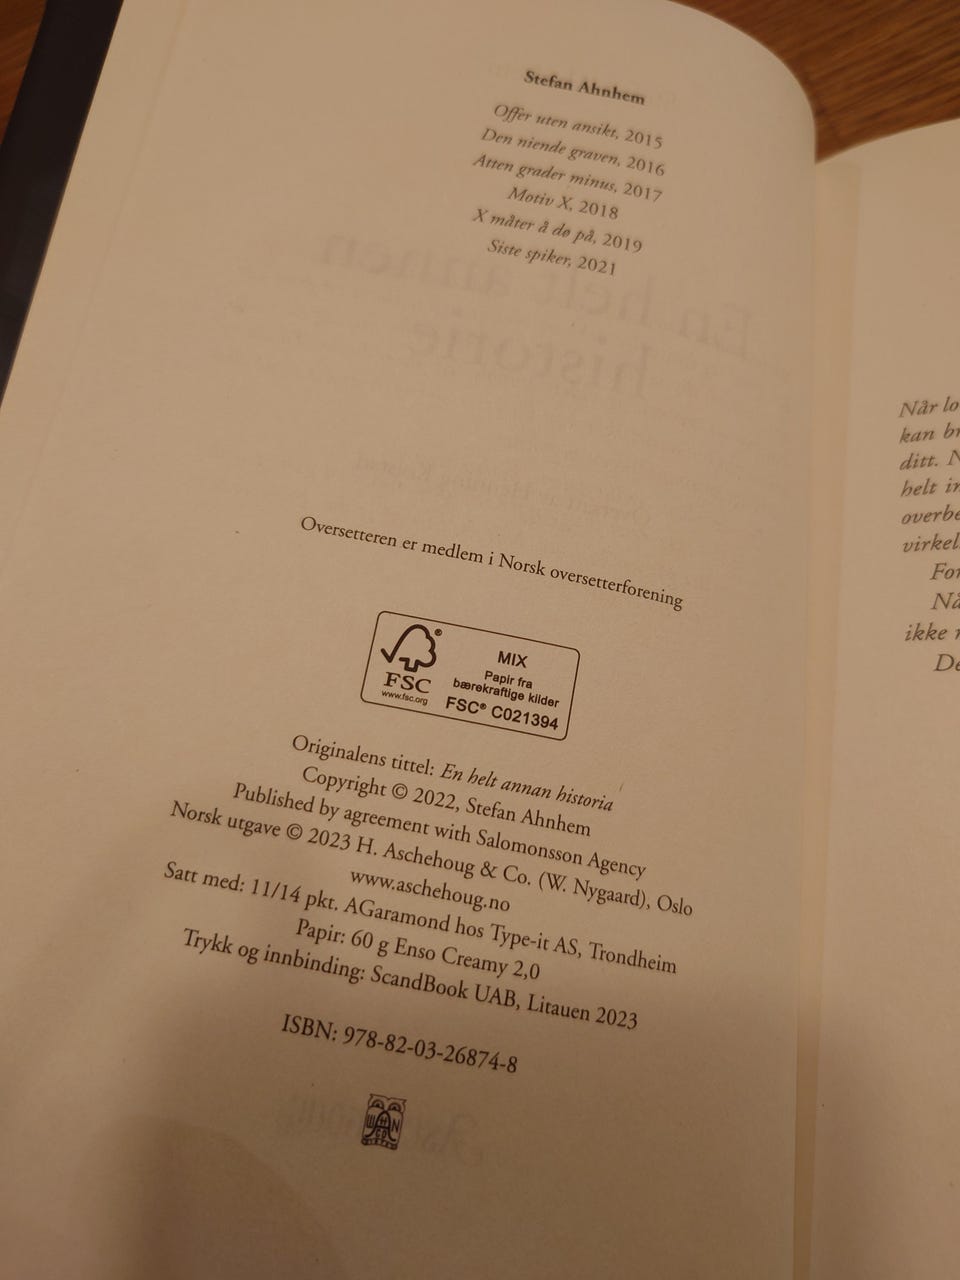 Stefan Ahnhem
Offer uten ansikt, 2015
Den niende graven, 2016
Atten grader minus, 2017
Motiv X, 2018
X måter å dø på, 2019
Siste spiker, 2021
En helt annen
historie
Oversetteren er medlem i Norsk oversetterforening
FSC®
www.fsc.org
MIX
Papir fra
bærekraftige kilder
FSC® C021394
Originalens tittel: En helt annan historia
Copyright © 2022, Stefan Ahnhem
Published by agreement with Salomonsson Agency
Norsk utgave © 2023 H. Aschehoug & Co. (W. Nygaard), Oslo
www.aschehoug.no
Satt med: 11/14 pkt. AGaramond hos Type-it AS, Trondheim
Papir: 60 g Enso Creamy 2,0
Trykk og innbinding: ScandBook UAB, Litauen 2023
ISBN: 978-82-03-26874-8
Når lo
kan br
ditt. N
helt in
overbe
virkel
For
Nå
ikke
De